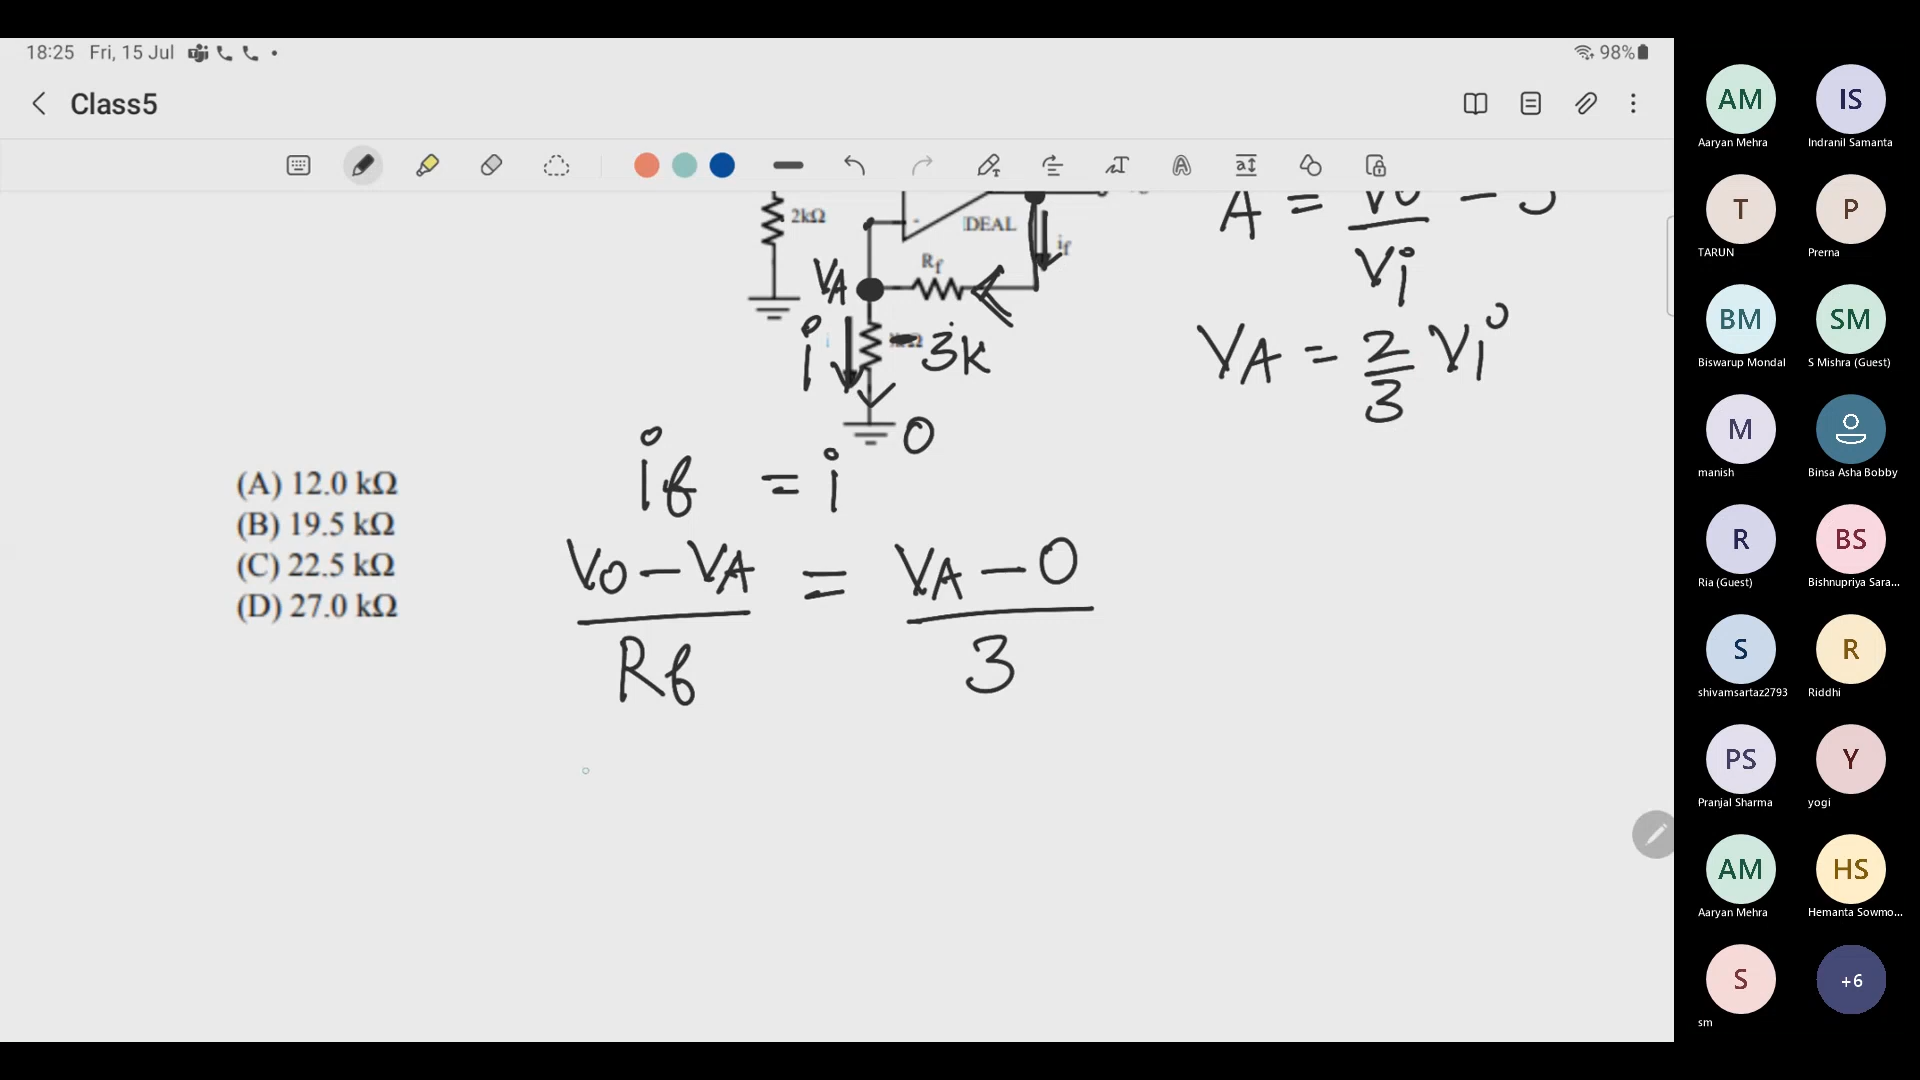 18:25 Fri, 15 Jul 98%
Class5
2kΩ
IDEAL
if
Rf
VA
i
i
3k
0
A = Vo
Vi
VA = 2/3 Vi
if = i
Vo - VA / Rf = VA - 0 / 3
(A) 12.0 kΩ
(B) 19.5 kΩ
(C) 22.5 kΩ
(D) 27.0 kΩ
AM IS
Aaryan Mehra Indranil Samanta
T P
TARUN Prerna
BM SM
Biswarup Mondal S Mishra (Guest)
M
manish Binsa Asha Bobby
R BS
Ria (Guest) Bishnupriya Sara...
S R
shivamsartaz2793 Riddhi
PS Y
Pranjal Sharma yogi
AM HS
Aaryan Mehra Hemanta Sowmo...
S +6
sm